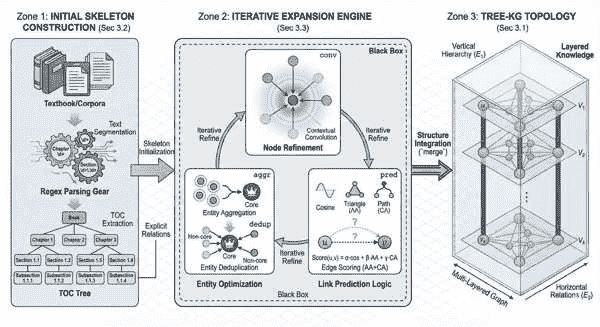 Zone 1: INITIAL SKELETON
CONSTRUCTION (Sec 3.2)
Textbook/Corpora
Text
Segmentation
Chapter
\d+
Section
\d+\.\d+
Regex Parsing Gear
TOC
Extraction
Book
Chapter 1
Chapter 2
Chapter 3
Section 1.1
Section 1.2
Section 1.3
Section 1.4
Subsection
1.1.1
Subsection
1.1.2
Subsection
1.1.3
Subsection
1.1.4
TOC Tree
Skeleton
Initialization
Explicit
Relations
Zone 2: ITERATIVE EXPANSION ENGINE
(Sec 3.3)
Black Box
conv
Contextual
Convolution
Node Refinement
Iterative
Refine
Iterative
Refine
aggr
Core
Entity Aggregation
dedup
Non-core
Core
Non-core
Entity Deduplication
Entity Optimization
Iterative
Refine
pred
Cosine
Triangle
(AA)
Path
(CA)
?
u
v
?
Score(u,v) = α·cos + β·AA + γ·CA
Edge Scoring (AA+CA)
Link Prediction Logic
Black Box
Structure
Integration
("merge")
Zone 3: TREE-KG TOPOLOGY
(Sec 3.1)
Vertical
Hierarchy (E₁)
Layered
Knowledge
V₁
V₂
Multi-Layered Graph
Horizontal
Relations (E₂)